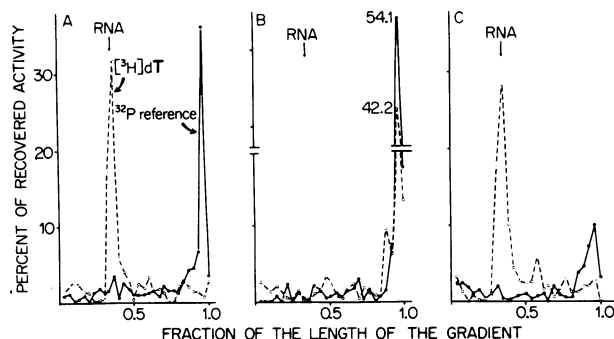 A
B
C
RNA
RNA
RNA
[³H]dT
³²P reference
54.1
42.2
30
20
10
0.5
1.0
0.5
1.0
0.5
1.0
PERCENT OF RECOVERED ACTIVITY
FRACTION OF THE LENGTH OF THE GRADIENT